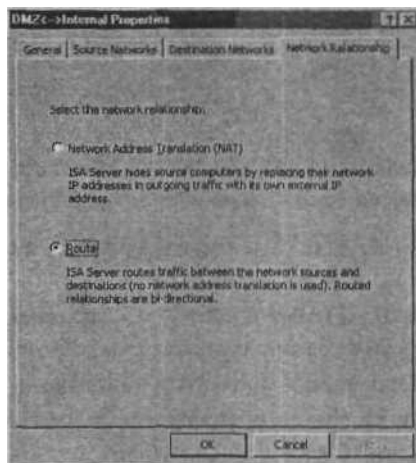 DMZ<->Internal Properties
General
Source Networks
Destination Networks
Network Relationship
Select the network relationship:
Network Address Translation (NAT)
ISA Server hides source computers by replacing their network
IP addresses in outgoing traffic with its own external IP
address.
Route
ISA Server routes traffic between the network sources and
destinations (no network address translation is used). Routed
relationships are bi-directional.
OK
Cancel